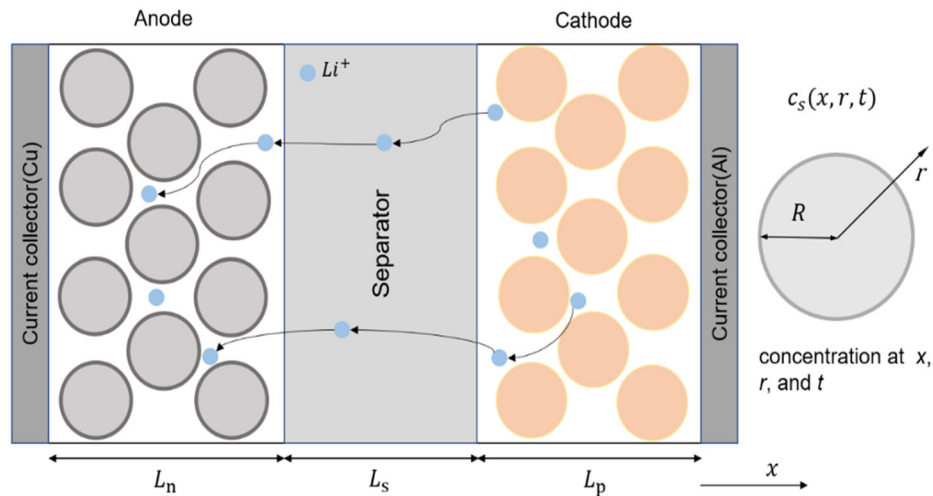 Anode
Cathode
Current collector(Cu)
Li⁺
Separator
Current collector(Al)
cₛ(x, r, t)
r
R
concentration at x,
r, and t
Lₙ
Lₛ
Lₚ
x